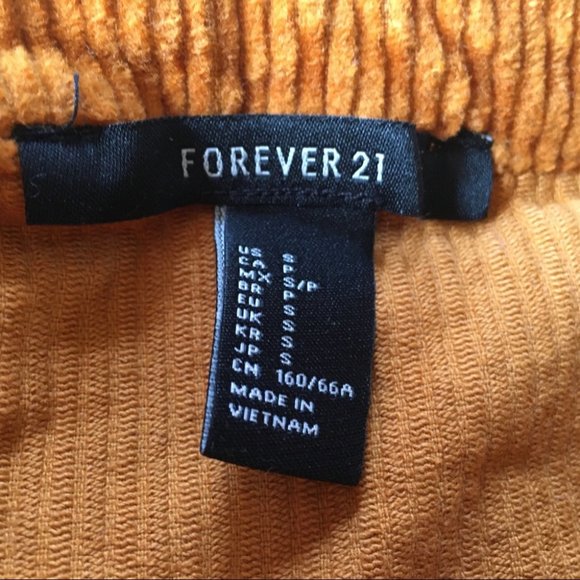 FOREVER 21
US S
CA P
MX S/P
BR P
EU S
UK S
KR S
JP S
CN 160/66A
MADE IN
VIETNAM